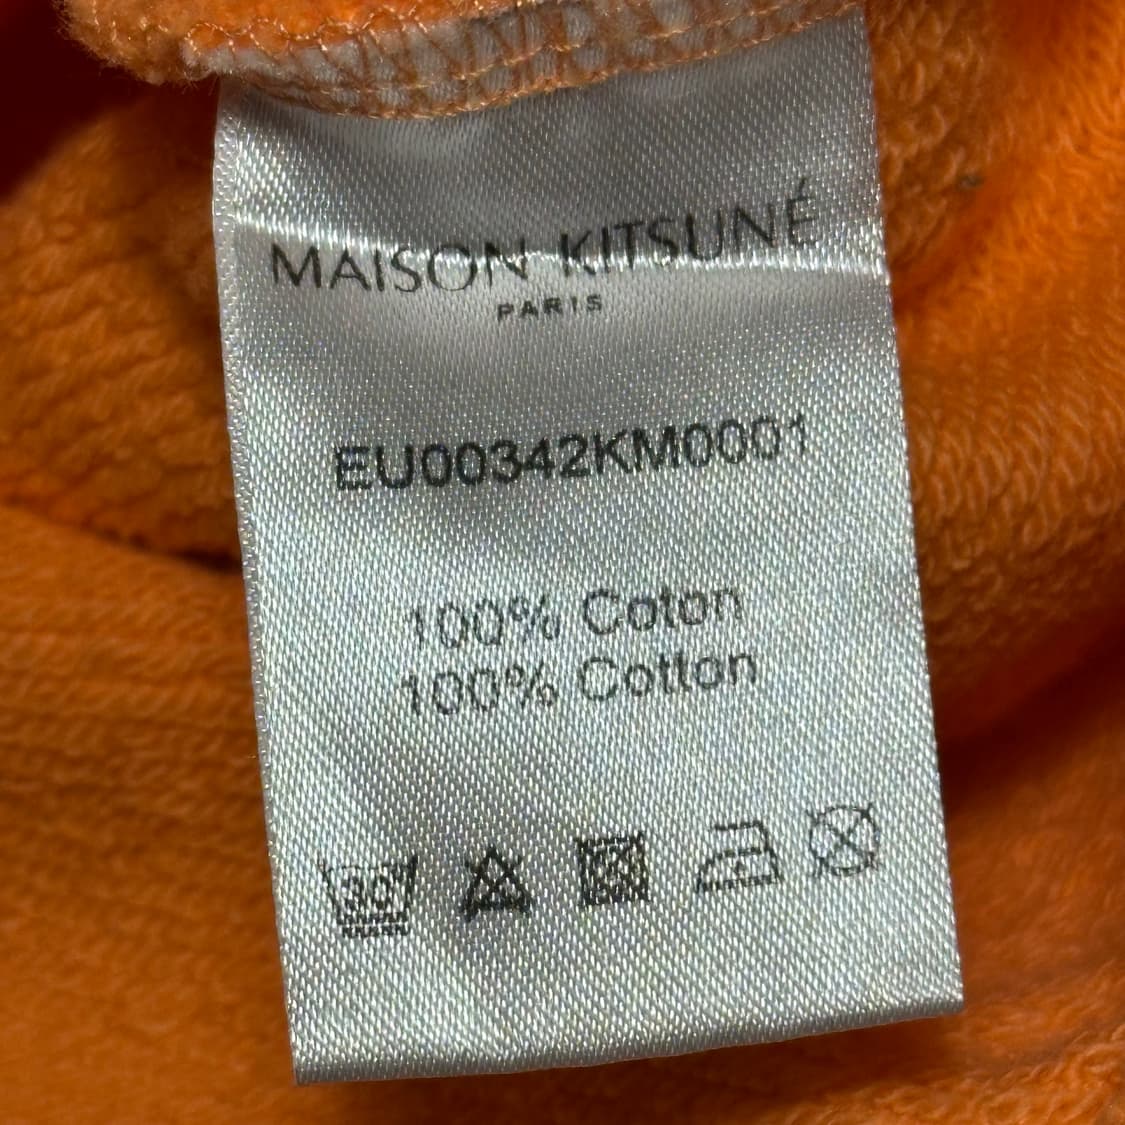 MAISON KITSUNÉ
PARIS
EU00342KM0001
100% Coton
100% Cotton
30°